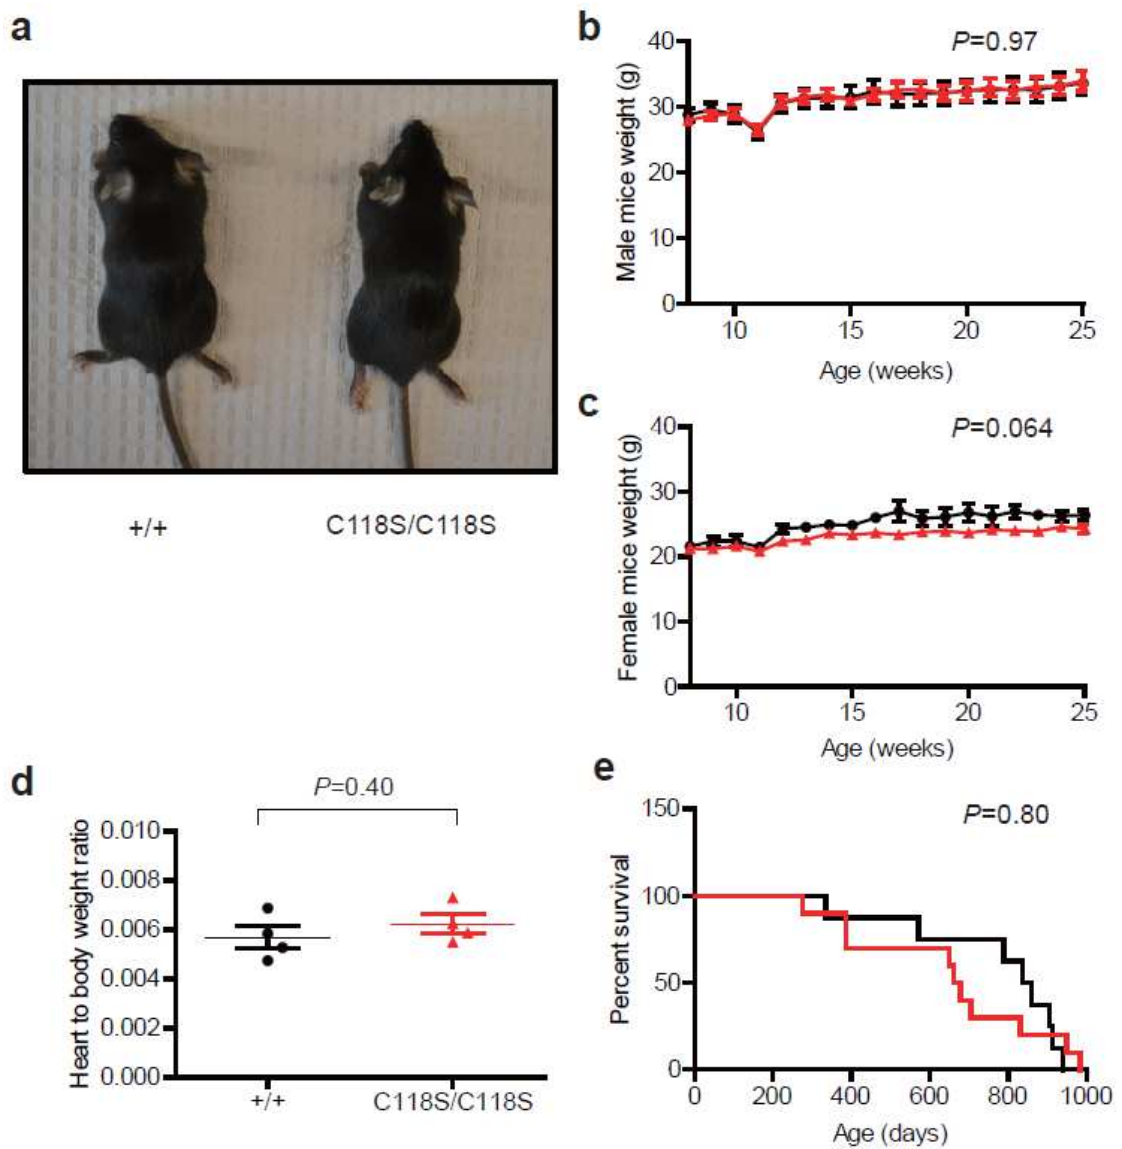 a
+/+
C118S/C118S
b
P=0.97
Male mice weight (g)
40
30
20
10
0
10 15 20 25
Age (weeks)
c
P=0.064
Female mice weight (g)
40
30
20
10
0
10 15 20 25
Age (weeks)
d
P=0.40
Heart to body weight ratio
0.010
0.008
0.006
0.004
0.002
0.000
+/+ C118S/C118S
e
P=0.80
Percent survival
150
100
50
0
0 200 400 600 800 1000
Age (days)